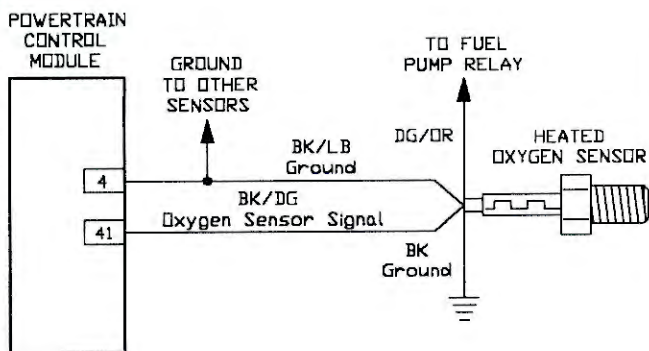 POWERTRAIN
CONTROL
MODULE
GROUND
TO OTHER
SENSORS
TO FUEL
PUMP RELAY
DG/OR
HEATED
OXYGEN SENSOR
BK/LB
Ground
4
BK/DG
Oxygen Sensor Signal
41
BK
Ground